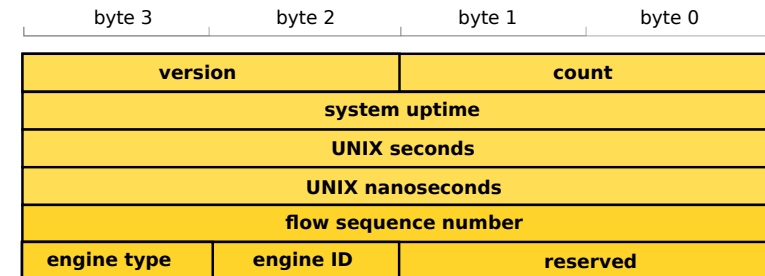 byte 3 byte 2 byte 1 byte 0
version count
system uptime
UNIX seconds
UNIX nanoseconds
flow sequence number
engine type engine ID reserved